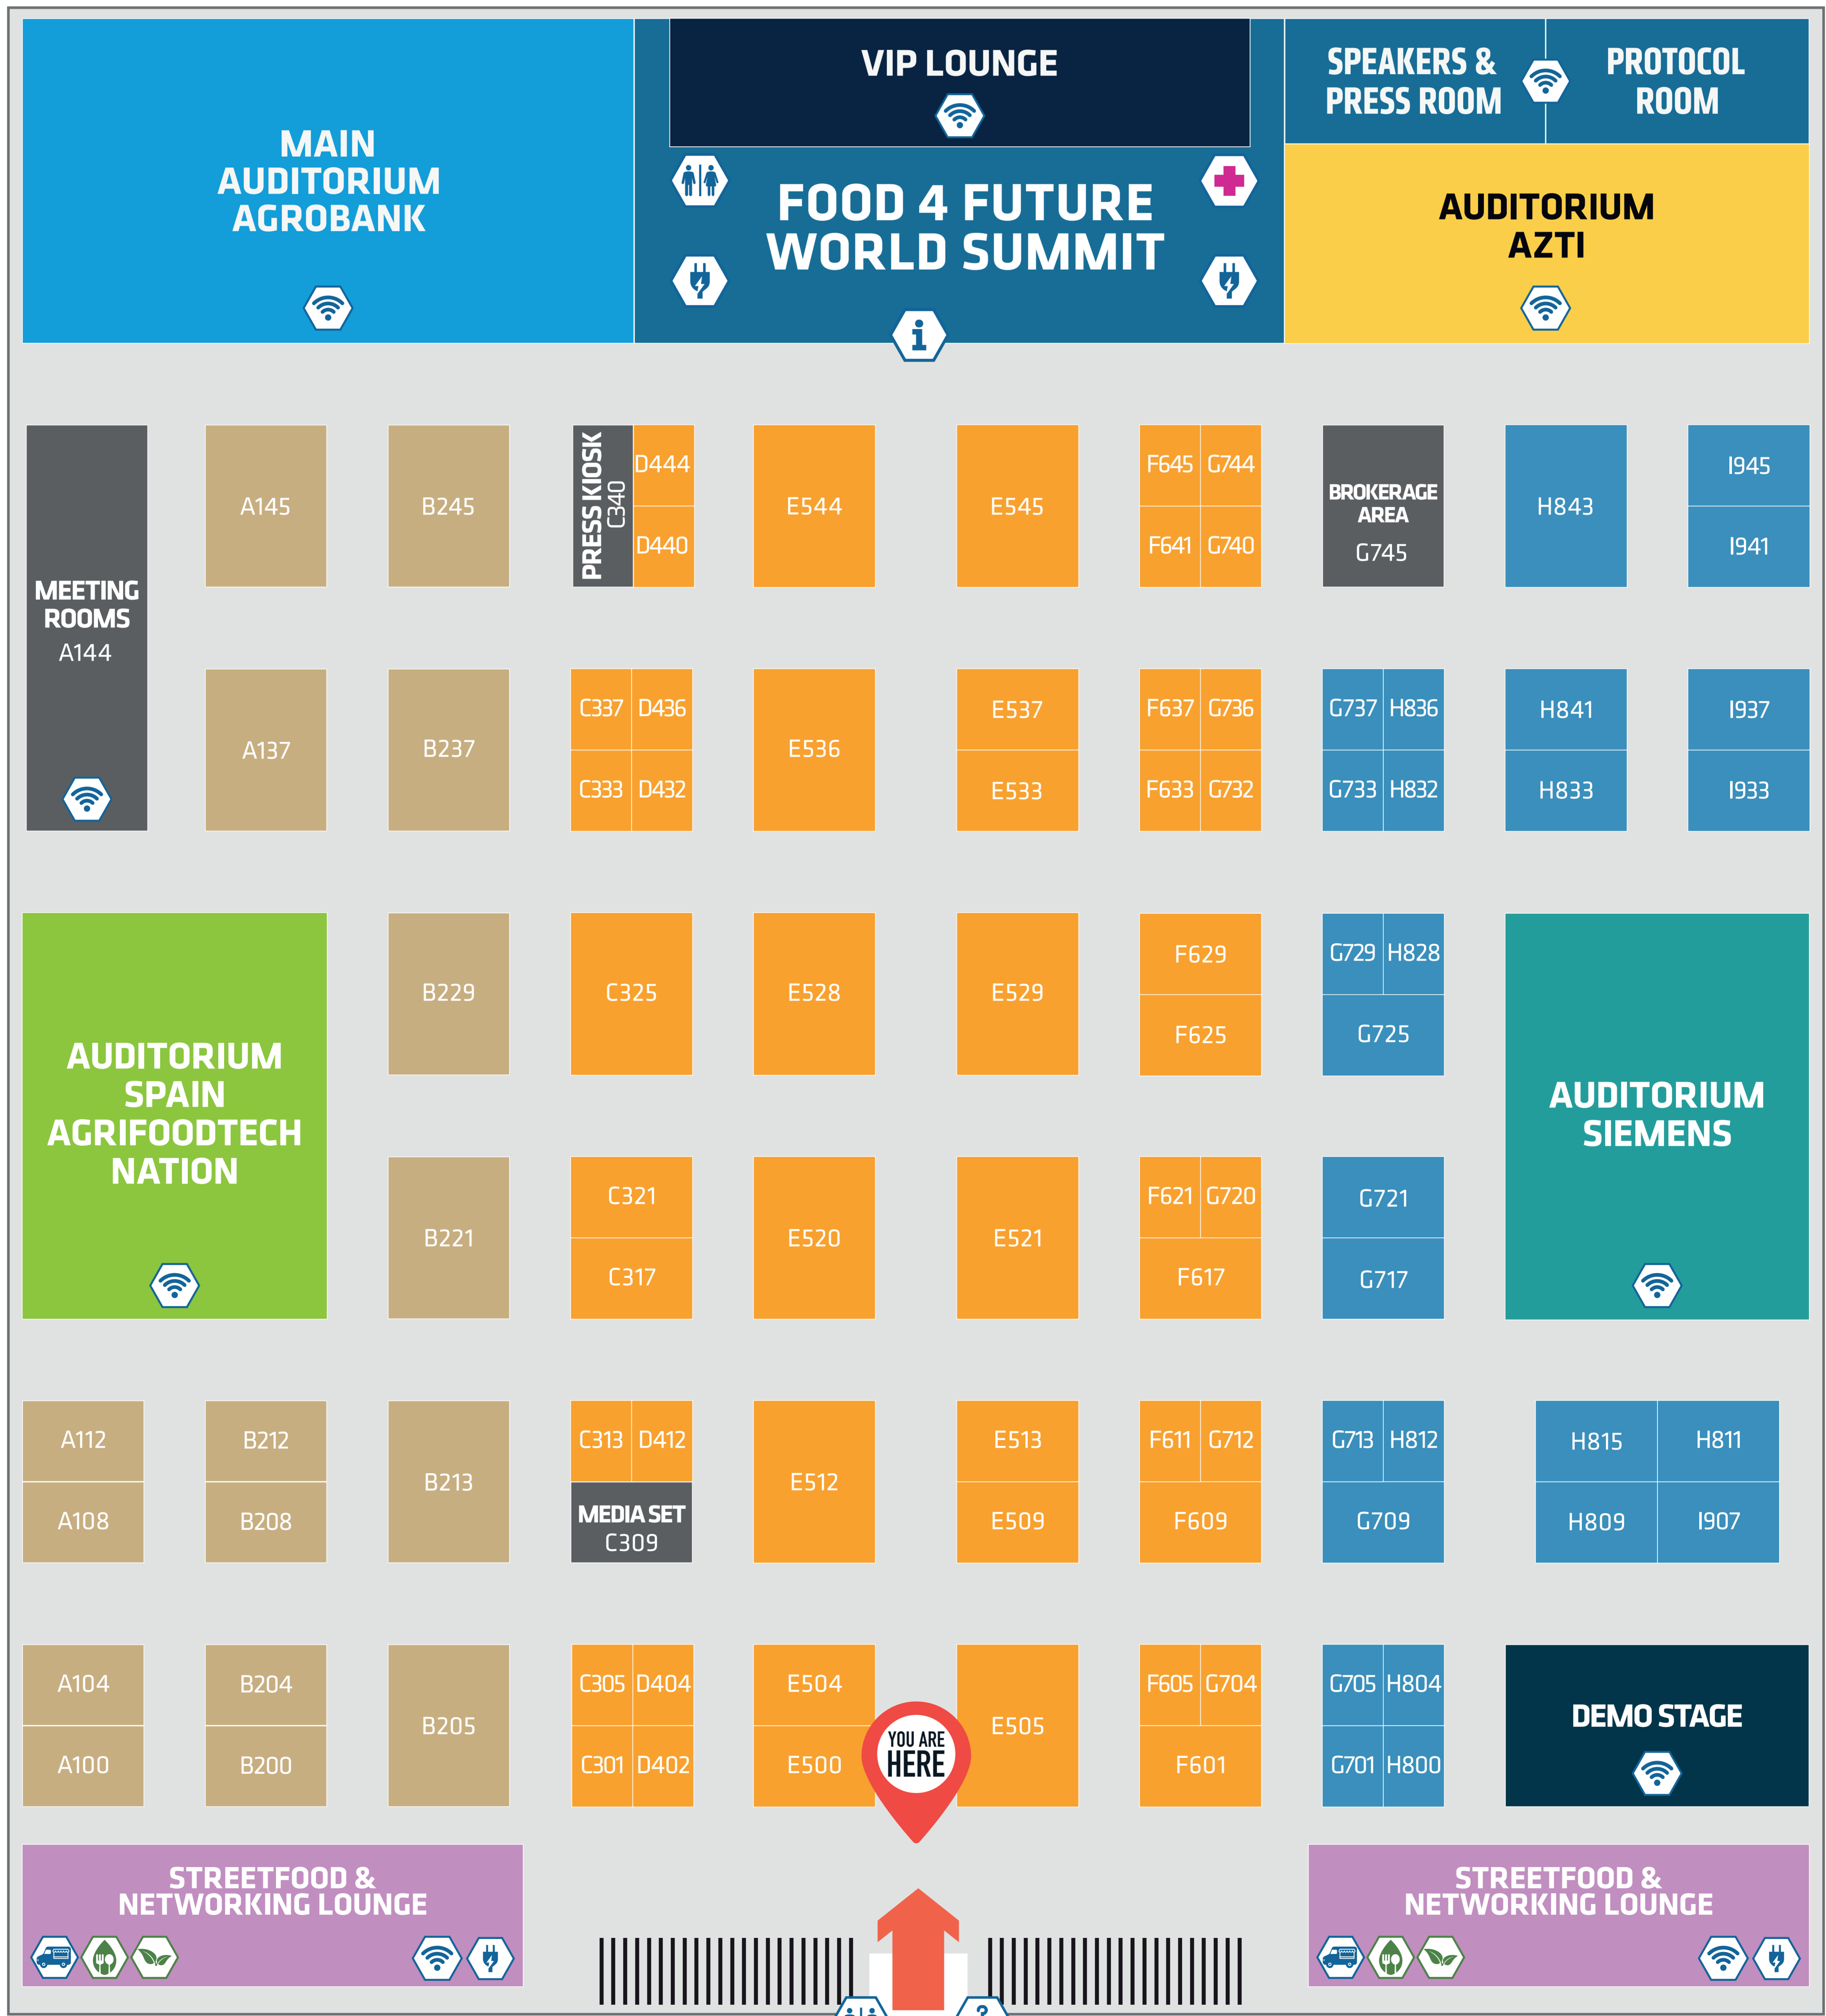 VIP LOUNGE
SPEAKERS &
PRESS ROOM
PROTOCOL
ROOM
MAIN
AUDITORIUM
AGROBANK
FOOD 4 FUTURE
WORLD SUMMIT
i
AUDITORIUM
AZTI
MEETING
ROOMS
A144
A145
B245
PRESS KIOSK
C340
D444
D440
E544
E545
F645
G744
F641
G740
BROKERAGE
AREA
G745
H843
I945
I941
A137
B237
C337
D436
C333
D432
E536
E537
E533
F637
G736
F633
G732
G737
H836
G733
H832
H841
H833
I937
I933
AUDITORIUM
SPAIN
AGRIFOODTECH
NATION
B229
C325
E528
E529
F629
F625
G729
H828
G725
AUDITORIUM
SIEMENS
B221
C321
C317
E520
E521
F621
G720
F617
G721
G717
A112
A108
B212
B208
B213
C313
D412
MEDIA SET
C309
E512
E513
E509
F611
G712
F609
G713
H812
G709
H815
H811
H809
I907
A104
A100
B204
B200
B205
C305
D404
C301
D402
E504
E500
YOU ARE
HERE
E505
F605
G704
F601
G705
H804
G701
H800
DEMO STAGE
STREETFOOD &
NETWORKING LOUNGE
STREETFOOD &
NETWORKING LOUNGE